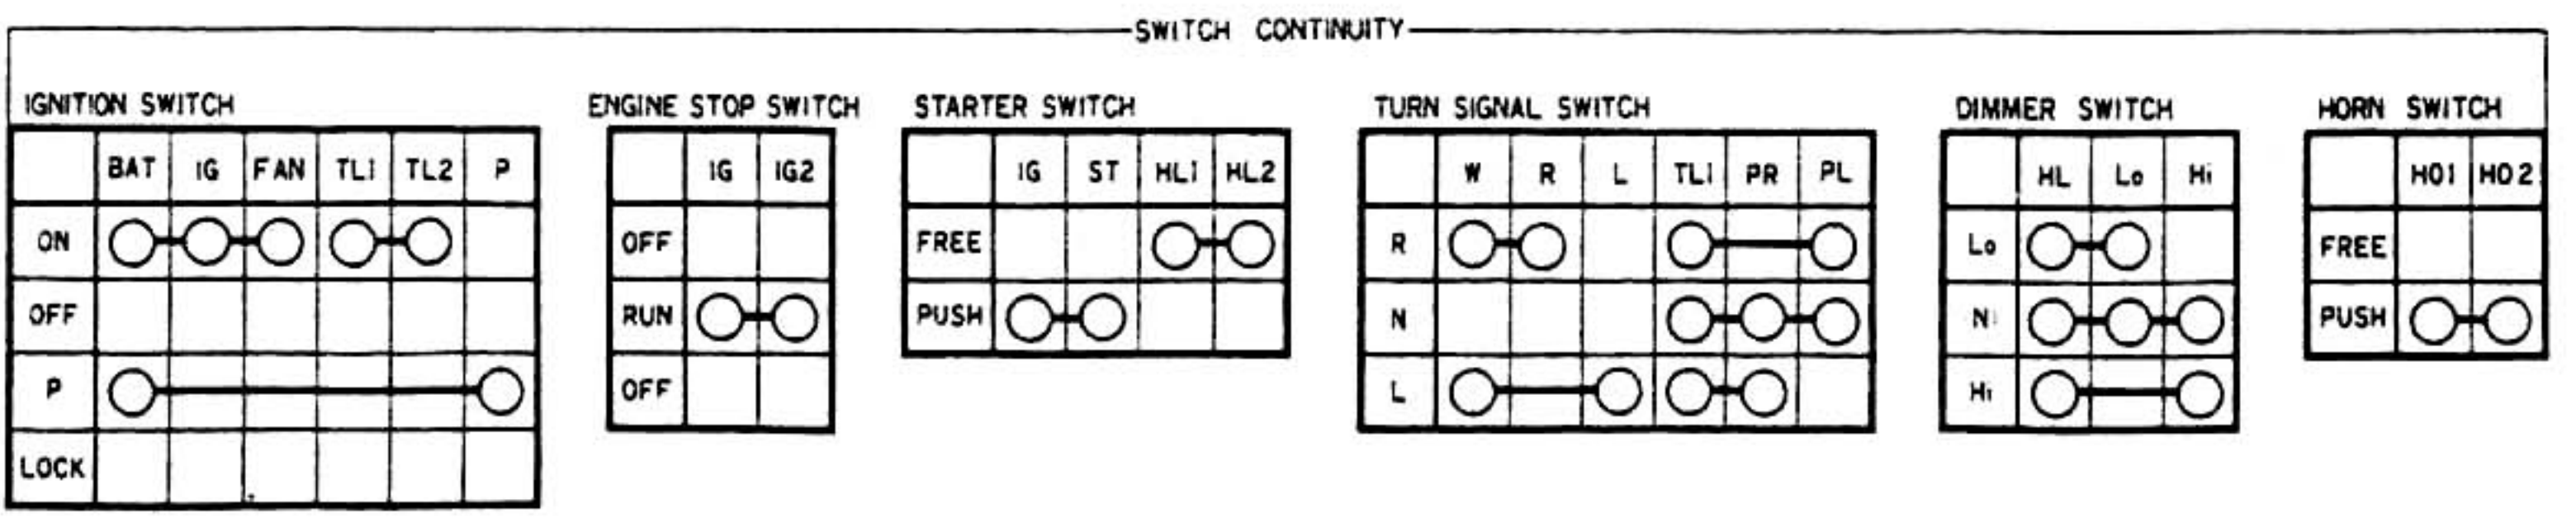 SWITCH CONTINUITY
IGNITION SWITCH
BAT IG FAN TL1 TL2 P
ON
OFF
P
LOCK
ENGINE STOP SWITCH
IG IG2
OFF
RUN
OFF
STARTER SWITCH
IG ST HL1 HL2
FREE
PUSH
TURN SIGNAL SWITCH
W R L TL1 PR PL
R
N
L
DIMMER SWITCH
HL Lo Hi
Lo
N
Hi
HORN SWITCH
HO1 HO2
FREE
PUSH